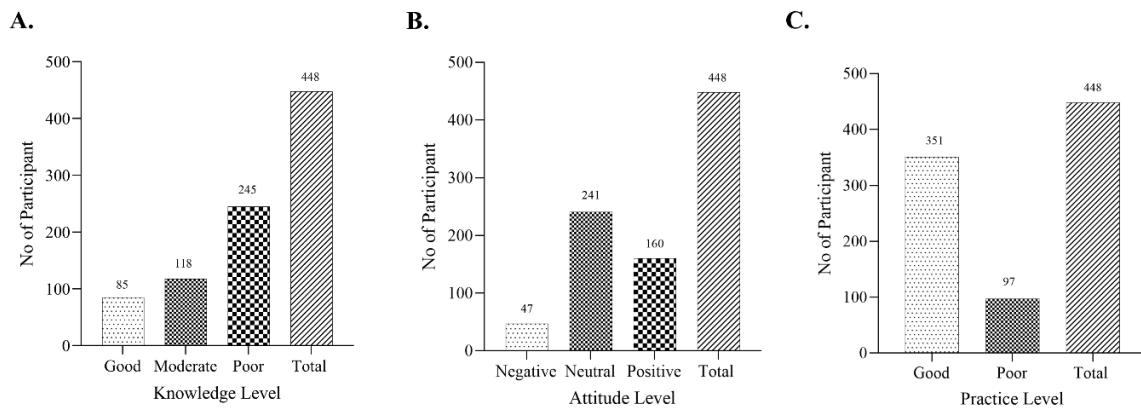 A.
No of Participant
500
400
300
200
100
0
85
118
245
448
Good Moderate Poor Total
Knowledge Level
B.
No of Participant
500
400
300
200
100
0
47
241
160
448
Negative Neutral Positive Total
Attitude Level
C.
No of Participant
500
400
300
200
100
0
351
97
448
Good Poor Total
Practice Level